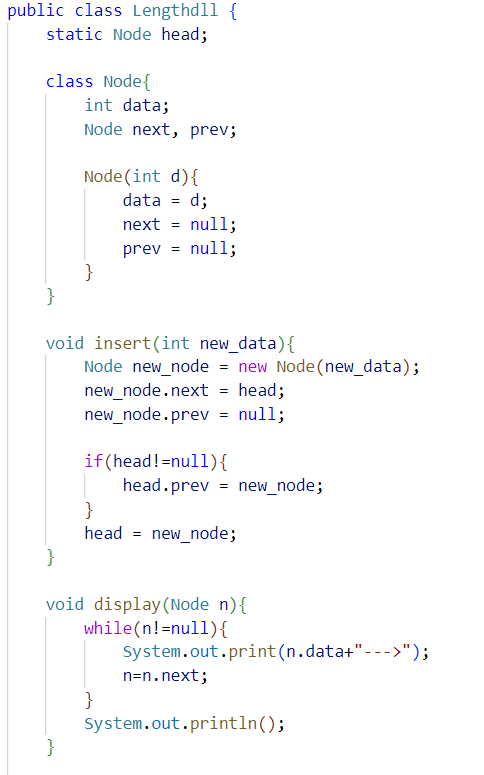 public class Lengthdll {
static Node head;
class Node{
int data;
Node next, prev;
Node(int d){
data = d;
next = null;
prev = null;
}
}
void insert(int new_data){
Node new_node = new Node(new_data);
new_node.next = head;
new_node.prev = null;
if(head!=null){
head.prev = new_node;
}
head = new_node;
}
void display(Node n){
while(n!=null){
System.out.print(n.data+"--->");
n=n.next;
}
System.out.println();
}